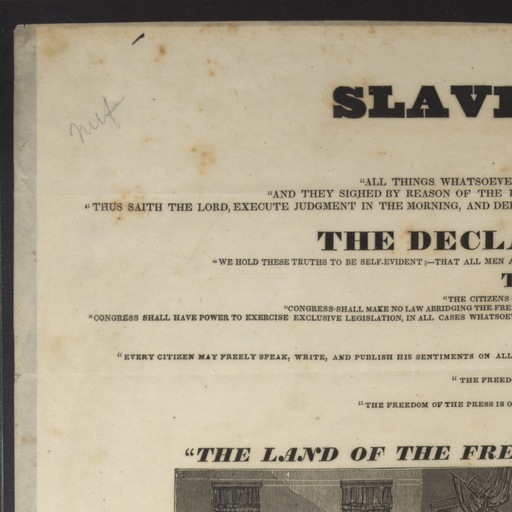 SLAV
"ALL THINGS WHATSOEVE
"AND THEY SIGHED BY REASON OF THE
"THUS SAITH THE LORD, EXECUTE JUDGMENT IN THE MORNING, AND DE
THE DECLA
"WE HOLD THESE TRUTHS TO BE SELF-EVIDENT;—THAT ALL MEN A
T
"THE CITIZENS
"CONGRESS SHALL MAKE NO LAW ABRIDGING THE FRE
"CONGRESS SHALL HAVE POWER TO EXERCISE EXCLUSIVE LEGISLATION, IN ALL CASES WHATSOE
"EVERY CITIZEN MAY FREELY SPEAK, WRITE, AND PUBLISH HIS SENTIMENTS ON ALL
"THE FREED
"THE FREEDOM OF THE PRESS IS O
"THE LAND OF THE FRE